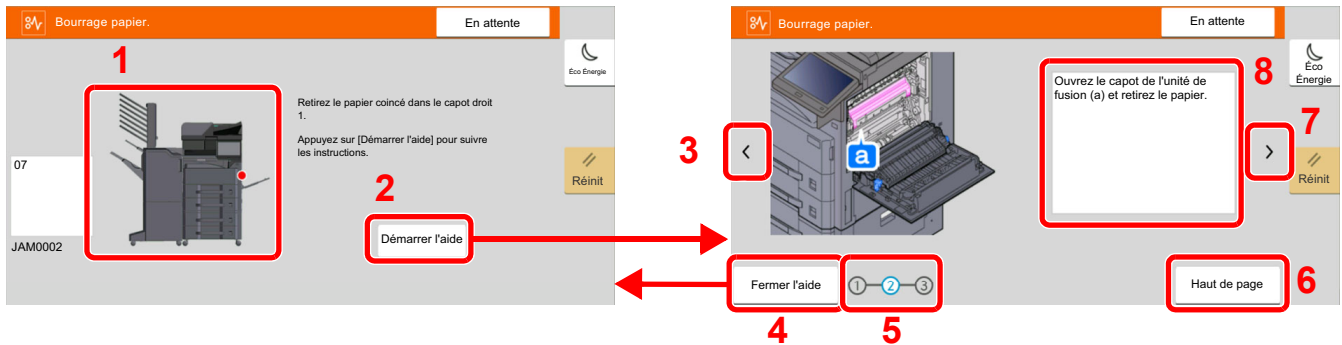 Bourrage papier.
En attente
1
Éco Énergie
Retirez le papier coincé dans le capot droit
1.
Appuyez sur [Démarrer l'aide] pour suivre
les instructions.
07
2
Réinit
JAM0002
Démarrer l'aide
Bourrage papier.
En attente
8
Éco
Énergie
Ouvrez le capot de l'unité de
fusion (a) et retirez le papier.
7
3
<
a
>
Réinit
Fermer l'aide
1 2 3
Haut de page
6
4
5